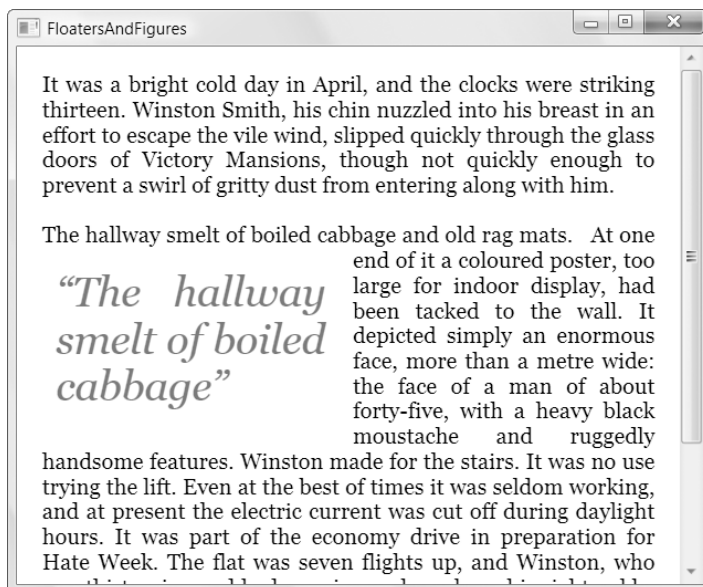 FloatersAndFigures
It was a bright cold day in April, and the clocks were striking
thirteen. Winston Smith, his chin nuzzled into his breast in an
effort to escape the vile wind, slipped quickly through the glass
doors of Victory Mansions, though not quickly enough to
prevent a swirl of gritty dust from entering along with him.
The hallway smelt of boiled cabbage and old rag mats. At one
end of it a coloured poster, too
large for indoor display, had
been tacked to the wall. It
depicted simply an enormous
face, more than a metre wide:
the face of a man of about
forty-five, with a heavy black
moustache and ruggedly
“The hallway
smelt of boiled
cabbage”
handsome features. Winston made for the stairs. It was no use
trying the lift. Even at the best of times it was seldom working,
and at present the electric current was cut off during daylight
hours. It was part of the economy drive in preparation for
Hate Week. The flat was seven flights up, and Winston, who